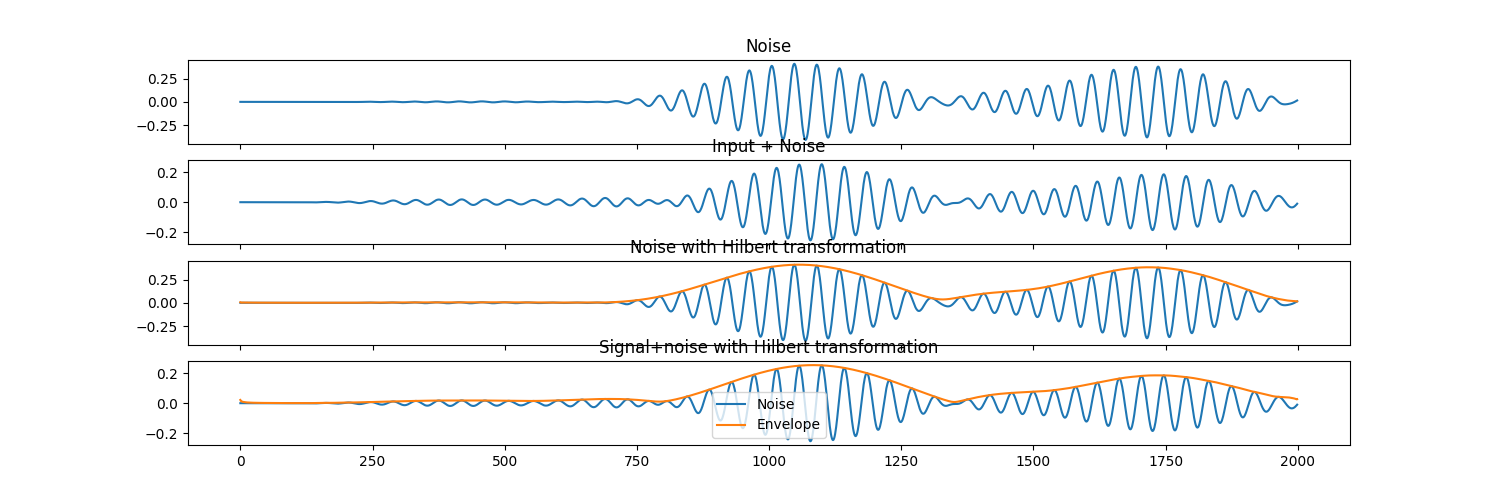 Noise
0.25
0.00
−0.25
Input + Noise
0.2
0.0
−0.2
Noise with Hilbert transformation
0.25
0.00
−0.25
Signal+noise with Hilbert transformation
0.2
0.0
−0.2
Noise
Envelope
0 250 500 750 1000 1250 1500 1750 2000